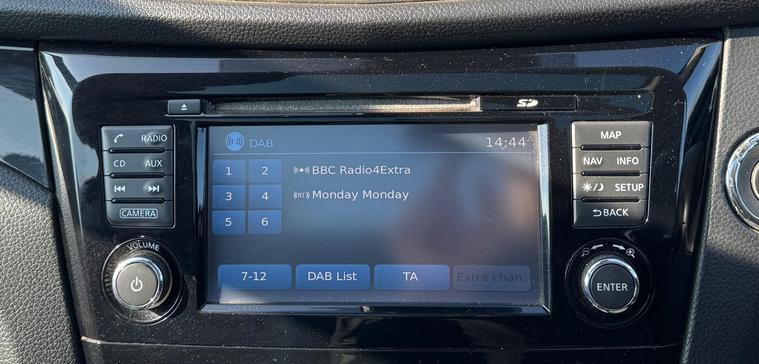 RADIO
CD AUX
CAMERA
VOLUME
SD
DAB 14:44
1 2
3 4
5 6
BBC Radio4Extra
(RT) Monday Monday
7-12 DAB List TA Extra chan.
MAP
NAV INFO
SETUP
BACK
ENTER